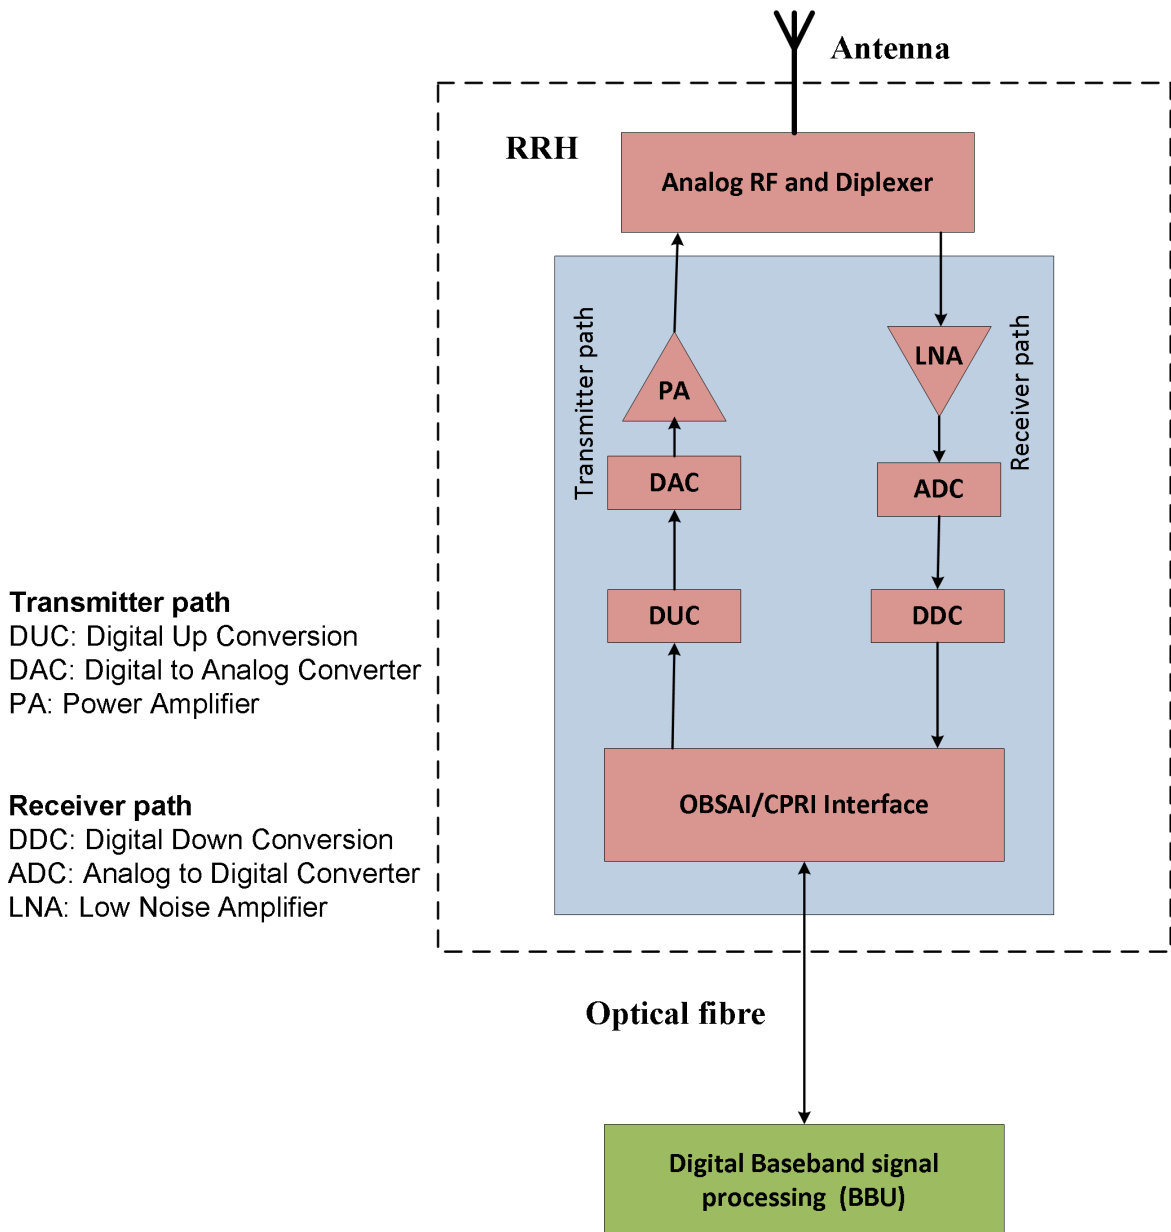 Antenna
RRH
Analog RF and Diplexer
Transmitter path
PA
DAC
DUC
LNA
Receiver path
ADC
DDC
OBSAI/CPRI Interface
Transmitter path
DUC: Digital Up Conversion
DAC: Digital to Analog Converter
PA: Power Amplifier
Receiver path
DDC: Digital Down Conversion
ADC: Analog to Digital Converter
LNA: Low Noise Amplifier
Optical fibre
Digital Baseband signal
processing (BBU)